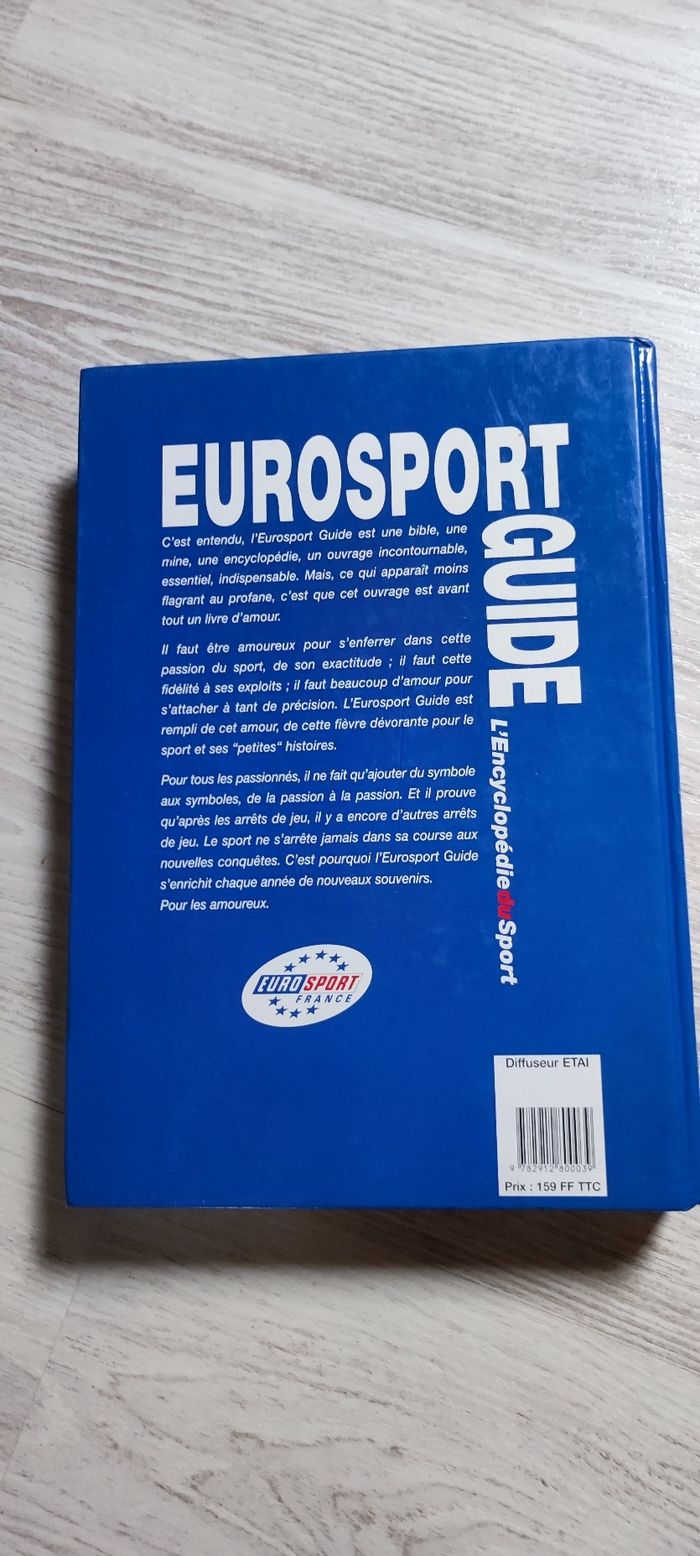 EUROSPORT
GUIDE
L'Encyclopédie du Sport
C'est entendu, l'Eurosport Guide est une bible, une
mine, une encyclopédie, un ouvrage incontournable,
essentiel, indispensable. Mais, ce qui apparaît moins
flagrant au profane, c'est que cet ouvrage est avant
tout un livre d'amour.
Il faut être amoureux pour s'enferrer dans cette
passion du sport, de son exactitude ; il faut cette
fidélité à ses exploits ; il faut beaucoup d'amour pour
s'attacher à tant de précision. L'Eurosport Guide est
rempli de cet amour, de cette fièvre dévorante pour le
sport et ses "petites" histoires.
Pour tous les passionnés, il ne fait qu'ajouter du symbole
aux symboles, de la passion à la passion. Et il prouve
qu'après les arrêts de jeu, il y a encore d'autres arrêts
de jeu. Le sport ne s'arrête jamais dans sa course aux
nouvelles conquêtes. C'est pourquoi l'Eurosport Guide
s'enrichit chaque année de nouveaux souvenirs.
Pour les amoureux.
EUROSPORT
FRANCE
Diffuseur ETAI
9 782912 800039
Prix : 159 FF TTC